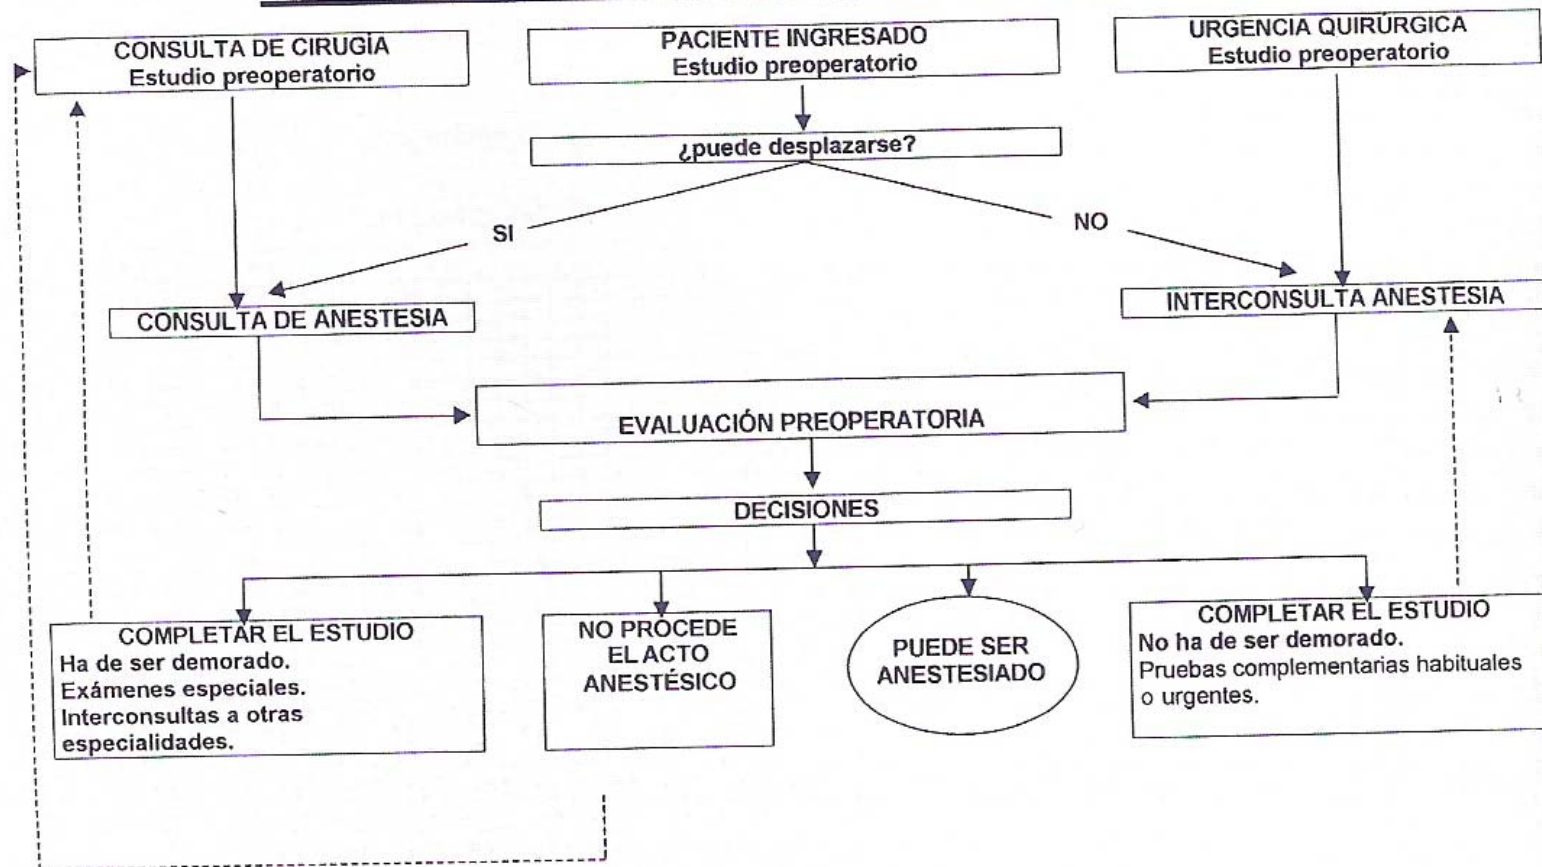 CONSULTA DE CIRUGÍA
Estudio preoperatorio
PACIENTE INGRESADO
Estudio preoperatorio
URGENCIA QUIRÚRGICA
Estudio preoperatorio
¿puede desplazarse?
SI
NO
CONSULTA DE ANESTESIA
INTERCONSULTA ANESTESIA
EVALUACIÓN PREOPERATORIA
DECISIONES
COMPLETAR EL ESTUDIO
Ha de ser demorado.
Exámenes especiales.
Interconsultas a otras
especialidades.
NO PROCEDE
EL ACTO
ANESTÉSICO
PUEDE SER
ANESTESIADO
COMPLETAR EL ESTUDIO
No ha de ser demorado.
Pruebas complementarias habituales
o urgentes.